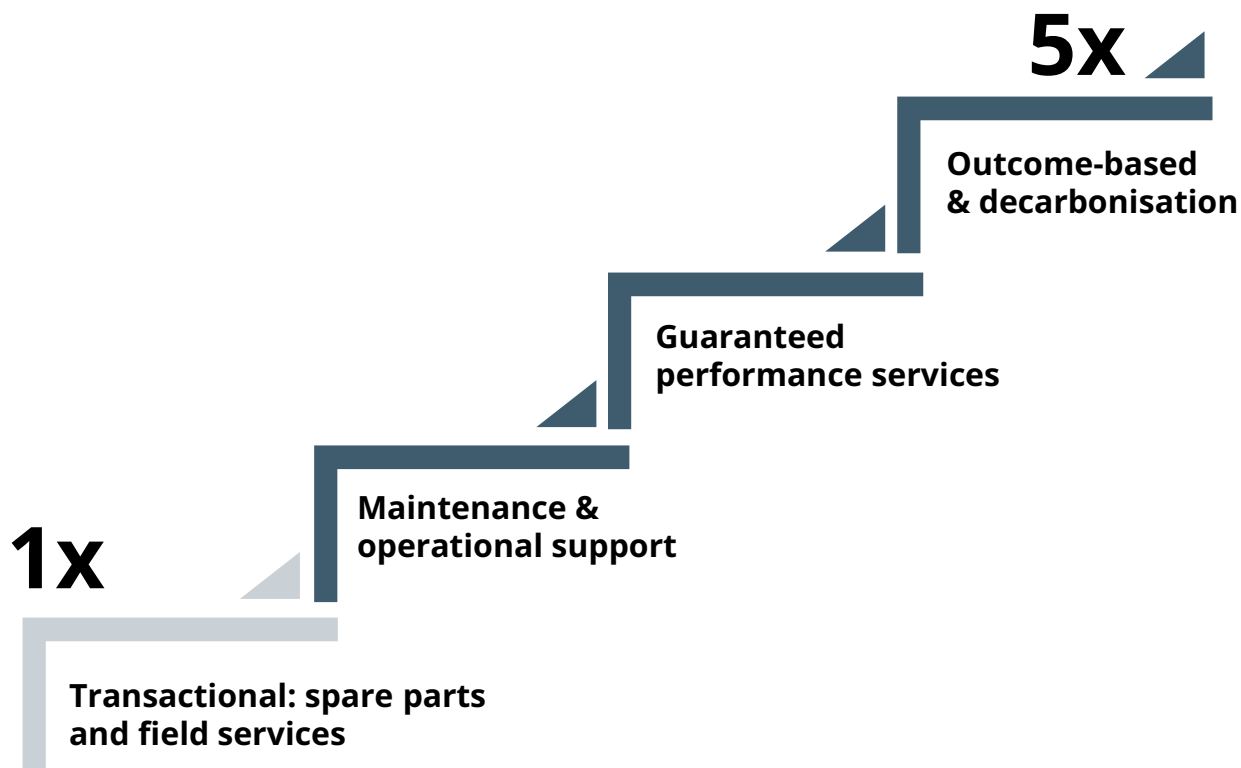 5x
Outcome-based
& decarbonisation
Guaranteed
performance services
Maintenance &
operational support
1x
Transactional: spare parts
and field services